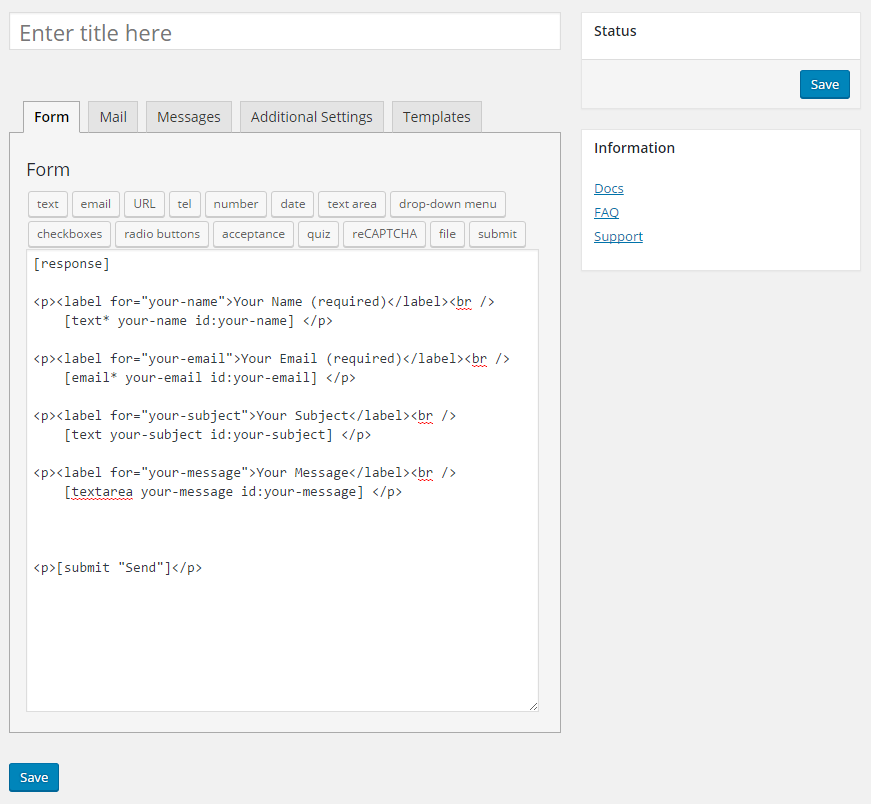 Enter title here
Form Mail Messages Additional Settings Templates
Form
text email URL tel number date text area drop-down menu
checkboxes radio buttons acceptance quiz reCAPTCHA file submit
[response]
<p><label for="your-name">Your Name (required)</label><br />
[text* your-name id:your-name] </p>
<p><label for="your-email">Your Email (required)</label><br />
[email* your-email id:your-email] </p>
<p><label for="your-subject">Your Subject</label><br />
[text your-subject id:your-subject] </p>
<p><label for="your-message">Your Message</label><br />
[textarea your-message id:your-message] </p>
<p>[submit "Send"]</p>
Save
Status
Save
Information
Docs
FAQ
Support